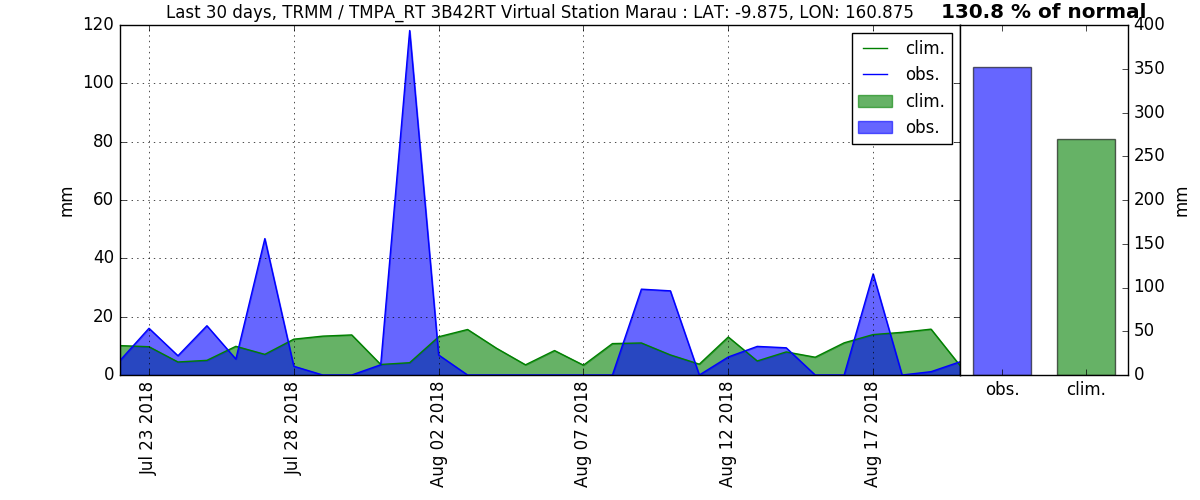 Last 30 days, TRMM / TMPA_RT 3B42RT Virtual Station Marau : LAT: -9.875, LON: 160.875
130.8 % of normal
120
100
80
60
40
20
0
mm
clim.
obs.
clim.
obs.
400
350
300
250
200
150
100
50
0
mm
Jul 23 2018
Jul 28 2018
Aug 02 2018
Aug 07 2018
Aug 12 2018
Aug 17 2018
obs.
clim.